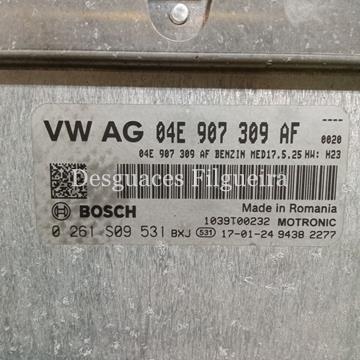 VW AG 04E 907 309 AF 0020
04E 907 309 AF BENZIN MED17.5.25 HW: H23
Desguaces Filgueira
BOSCH
Made in Romania
1039T00232 MOTRONIC
0 261 S09 531 BXJ 531 17-01-24 9438 2277